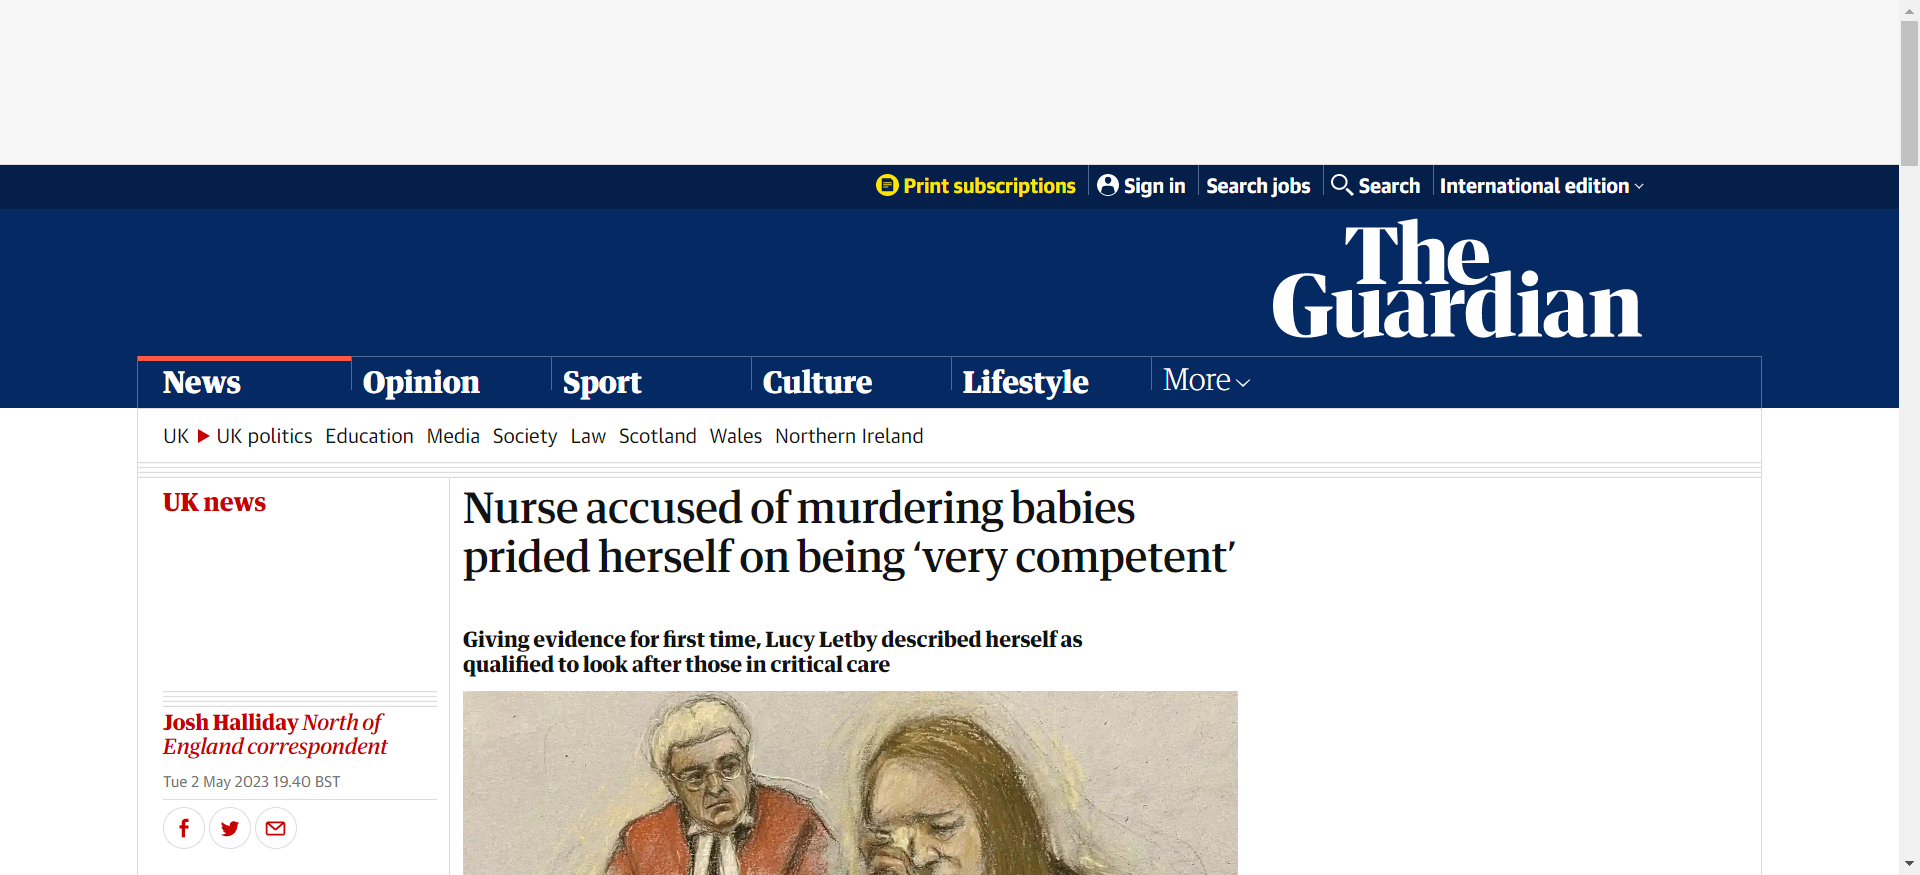 Print subscriptions
Sign in
Search jobs
Search
International edition
The
Guardian
News
Opinion
Sport
Culture
Lifestyle
More
UK
UK politics
Education
Media
Society
Law
Scotland
Wales
Northern Ireland
UK news
Nurse accused of murdering babies
prided herself on being ‘very competent’
Giving evidence for first time, Lucy Letby described herself as
qualified to look after those in critical care
Josh Halliday North of
England correspondent
Tue 2 May 2023 19.40 BST